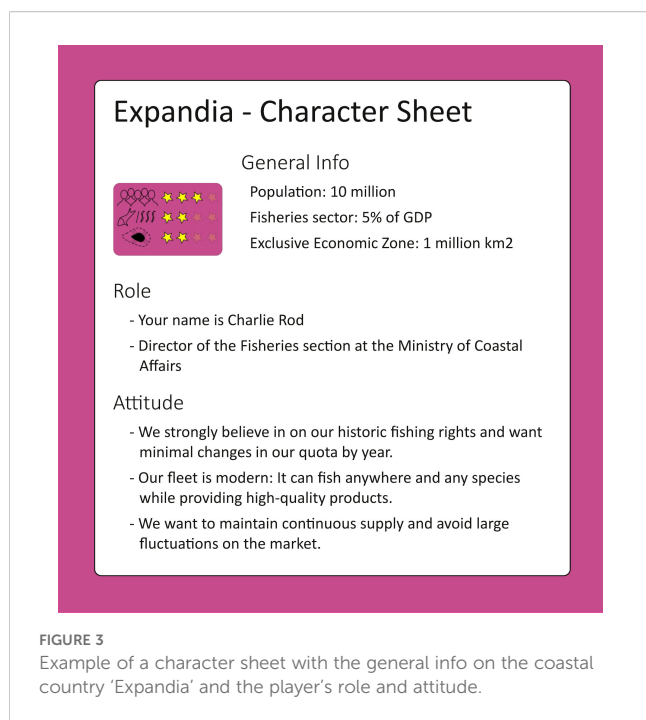 Expandia - Character Sheet
General Info
Population: 10 million
Fisheries sector: 5% of GDP
Exclusive Economic Zone: 1 million km2
Role
- Your name is Charlie Rod
- Director of the Fisheries section at the Ministry of Coastal
Affairs
Attitude
- We strongly believe in on our historic fishing rights and want
minimal changes in our quota by year.
- Our fleet is modern: It can fish anywhere and any species
while providing high-quality products.
- We want to maintain continuous supply and avoid large
fluctuations on the market.
FIGURE 3
Example of a character sheet with the general info on the coastal
country ‘Expandia’ and the player’s role and attitude.